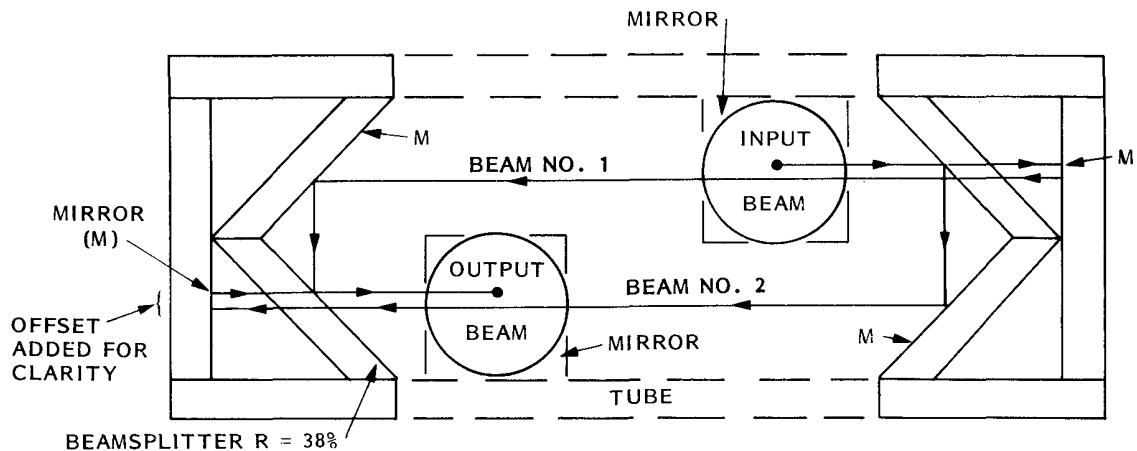 MIRROR
INPUT
M
BEAM NO. 1
M
BEAM
MIRROR
(M)
OUTPUT
BEAM NO. 2
OFFSET
ADDED FOR
CLARITY
BEAM
MIRROR
M
TUBE
BEAMSPLITTER R = 38%